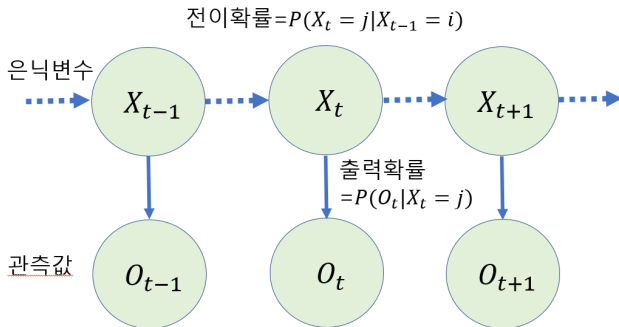 전이확률=P(X_t = j|X_{t-1} = i)
은닉변수
X_{t-1}
X_t
X_{t+1}
출력확률
=P(O_t|X_t = j)
관측값
O_{t-1}
O_t
O_{t+1}